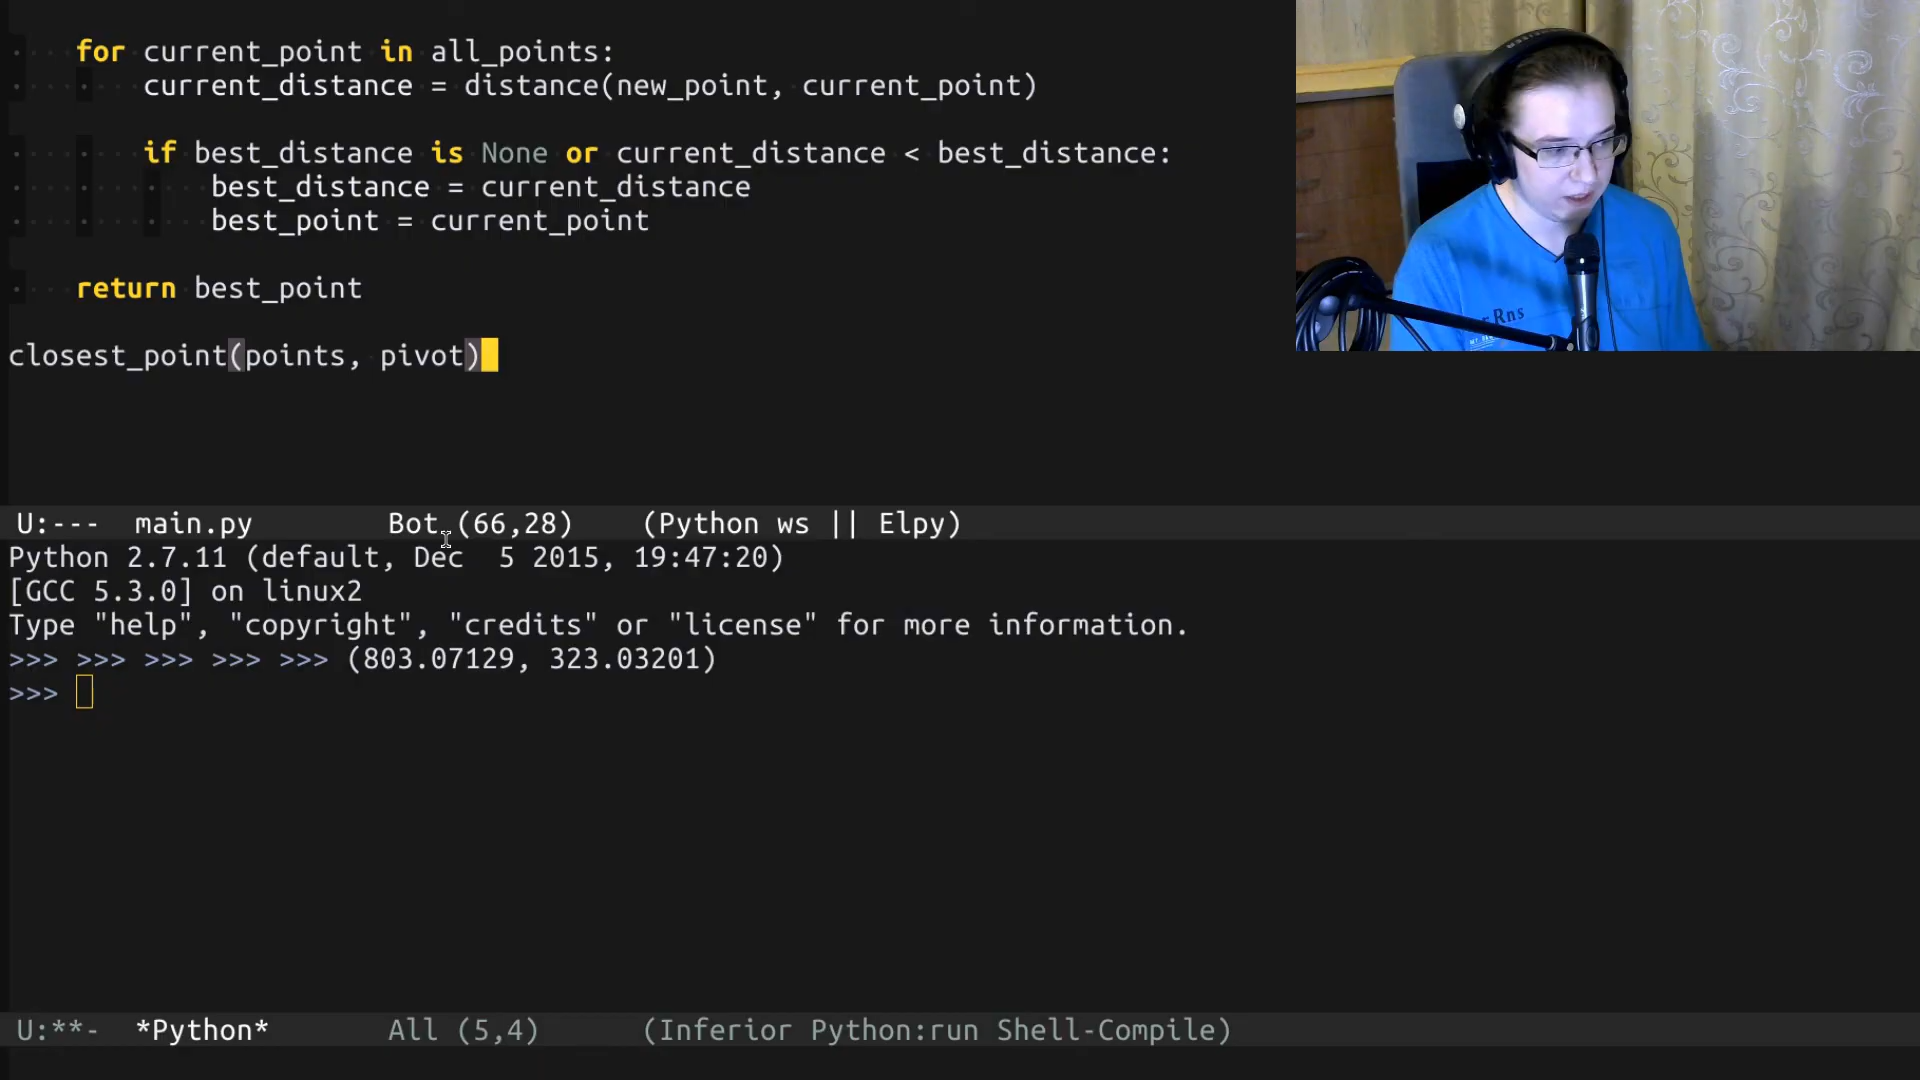 for current_point in all_points:
current_distance = distance(new_point, current_point)
if best_distance is None or current_distance < best_distance:
best_distance = current_distance
best_point = current_point
return best_point
closest_point(points, pivot)
U:--- main.py Bot (66,28) (Python ws || Elpy)
Python 2.7.11 (default, Dec 5 2015, 19:47:20)
[GCC 5.3.0] on linux2
Type "help", "copyright", "credits" or "license" for more information.
>>> >>> >>> >>> >>> (803.07129, 323.03201)
>>>
U:**- *Python* All (5,4) (Inferior Python:run Shell-Compile)